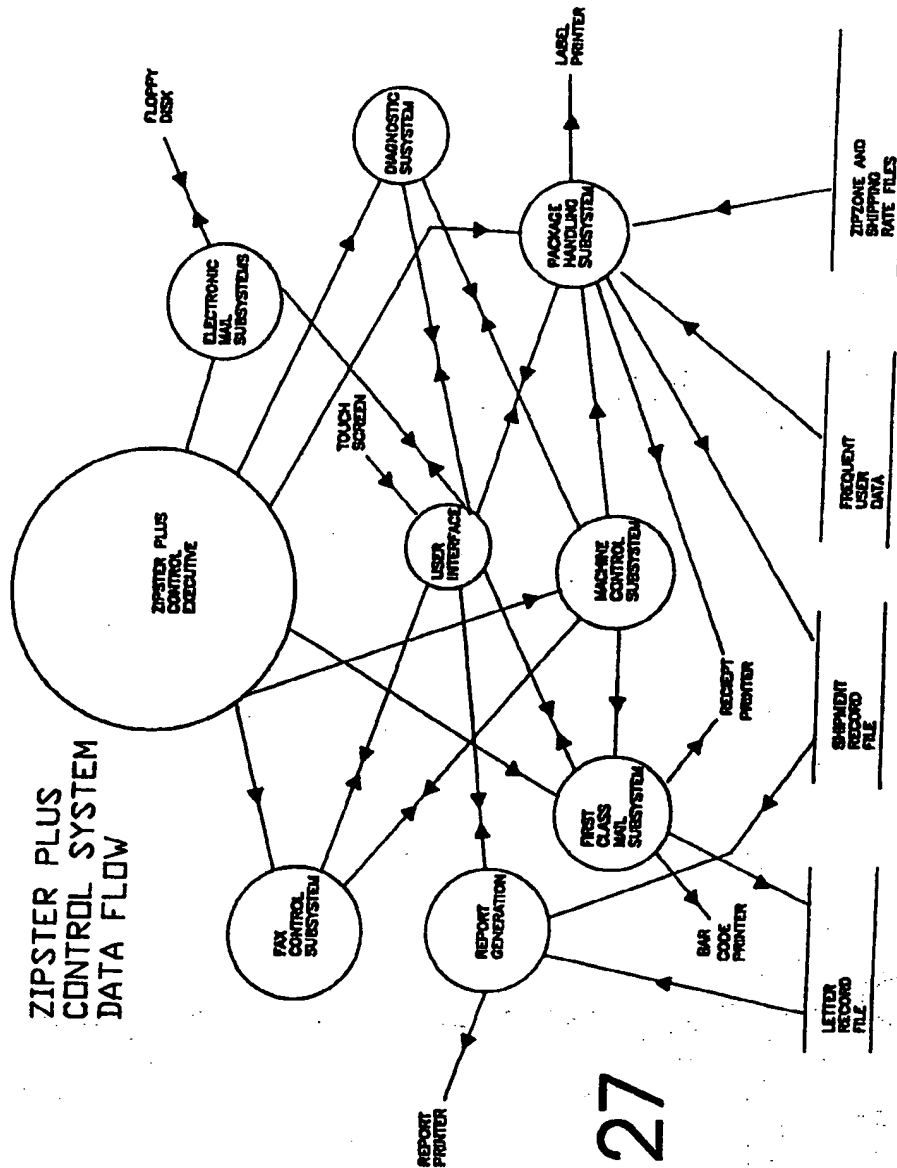 ZIPSTER PLUS
CONTROL SYSTEM
DATA FLOW
ZIPSTER PLUS
CONTROL
EXECUTIVE
FLOPPY
DISK
ELECTRONIC
MAIL
SUBSYSTEMS
DIAGNOSTIC
SUSYSTEM
TOUCH
SCREEN
FAX
CONTROL
SUBSYSTEM
USER
INTERFACE
REPORT
PRINTER
REPORT
GENERATION
FIRST
CLASS
MAIL
SUBSYSTEM
MACHINE
CONTROL
SUBSYSTEM
PACKAGE
HANDLING
SUBSYSTEM
LABEL
PRINTER
BAR
CODE
PRINTER
RECIEPT
PRINTER
LETTER
RECORD
FILE
SHIPMENT
RECORD
FILE
FREQUENT
USER
DATA
ZIPZONE AND
SHIPPING
RATE FILES
27